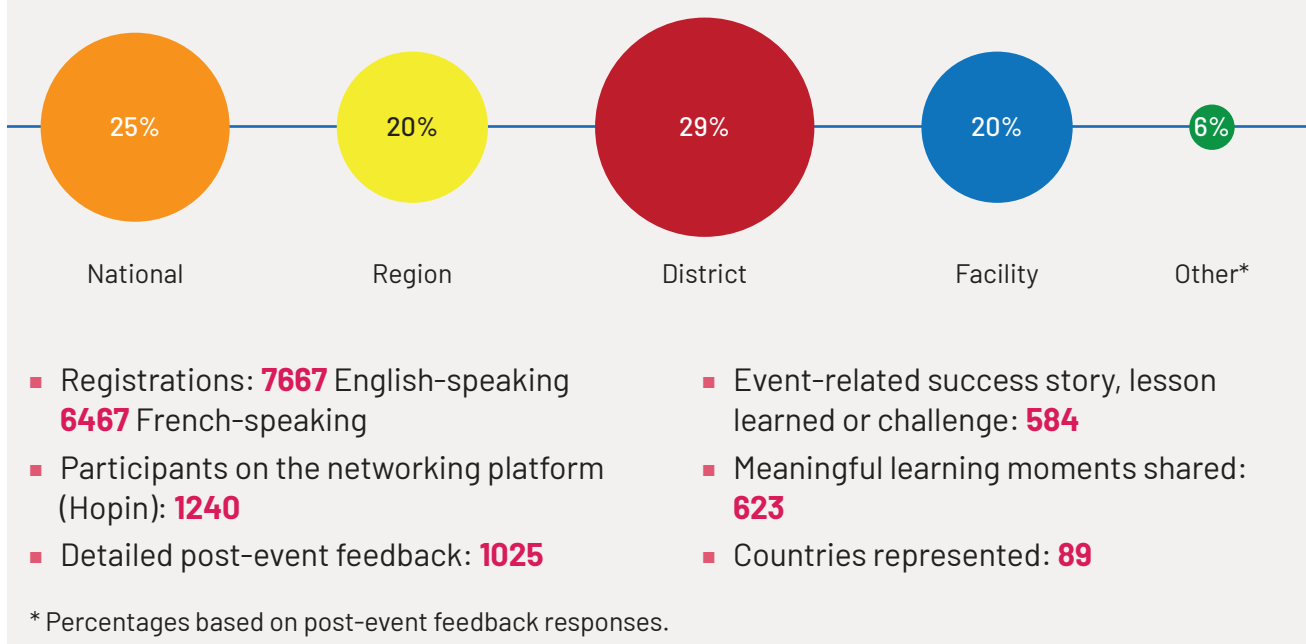 25%
20%
29%
20%
6%
National
Region
District
Facility
Other*
■ Registrations: 7667 English-speaking
6467 French-speaking
■ Participants on the networking platform
(Hopin): 1240
■ Detailed post-event feedback: 1025
■ Event-related success story, lesson
learned or challenge: 584
■ Meaningful learning moments shared:
623
■ Countries represented: 89
* Percentages based on post-event feedback responses.